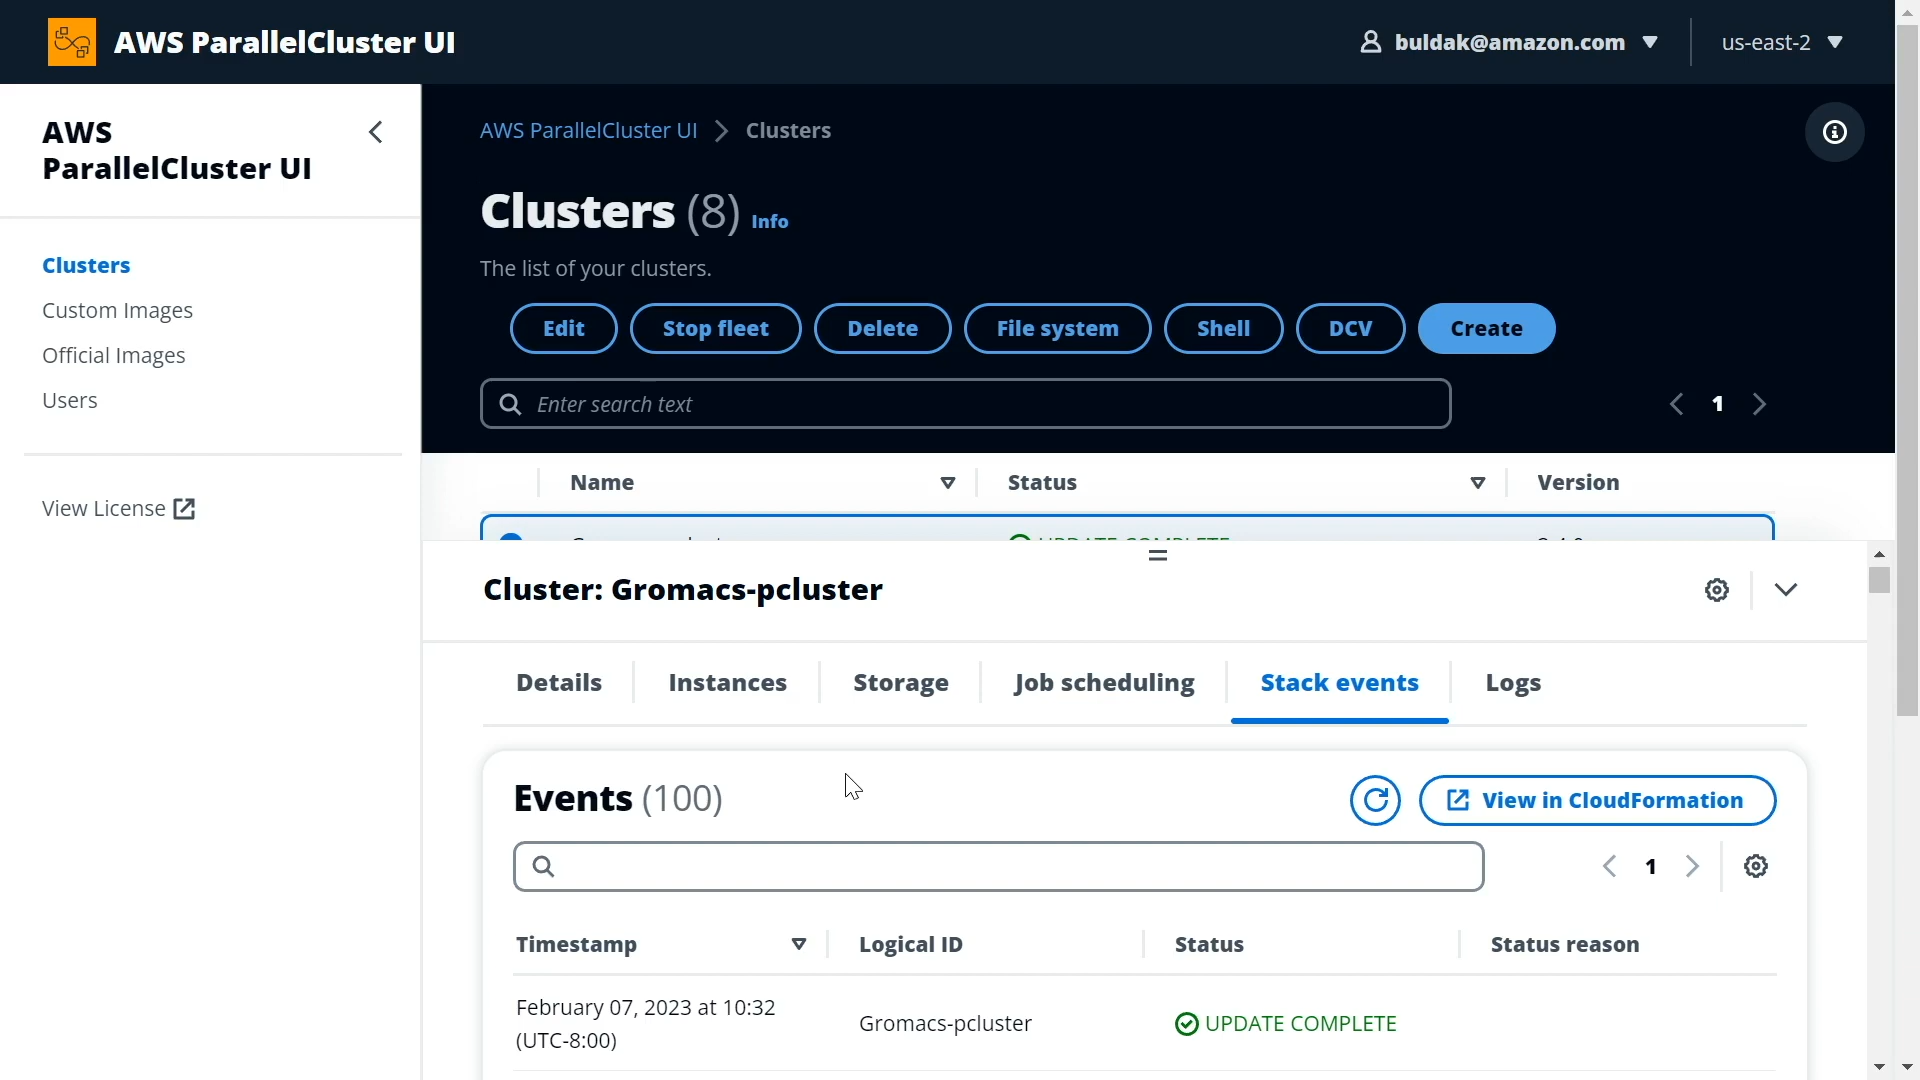 AWS ParallelCluster UI
buldak@amazon.com
us-east-2
AWS
ParallelCluster UI
Clusters
Custom Images
Official Images
Users
View License
AWS ParallelCluster UI Clusters
Clusters (8) Info
The list of your clusters.
Edit Stop fleet Delete File system Shell DCV Create
Enter search text
1
Name Status Version
UPDATE COMPLETE
Cluster: Gromacs-pcluster
Details Instances Storage Job scheduling Stack events Logs
Events (100)
View in CloudFormation
1
Timestamp Logical ID Status Status reason
February 07, 2023 at 10:32
(UTC-8:00)
Gromacs-pcluster
UPDATE COMPLETE